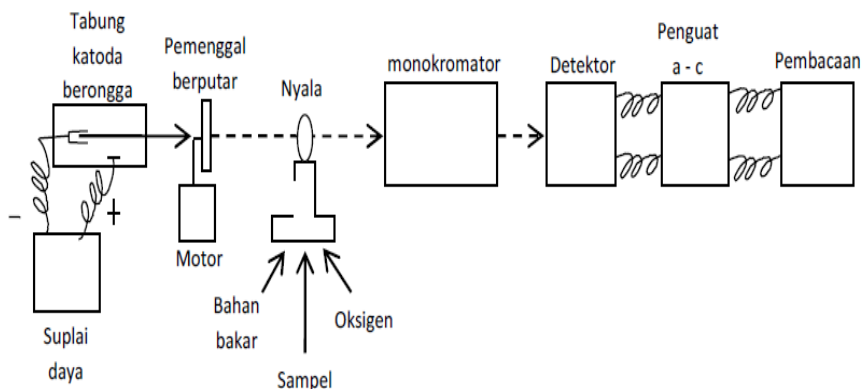 Tabung
katoda
berongga
Pemenggal
berputar
Nyala
monokromator
Detektor
Penguat
a - c
Pembacaan
–
+
Motor
Suplai
daya
Bahan
bakar
Oksigen
Sampel